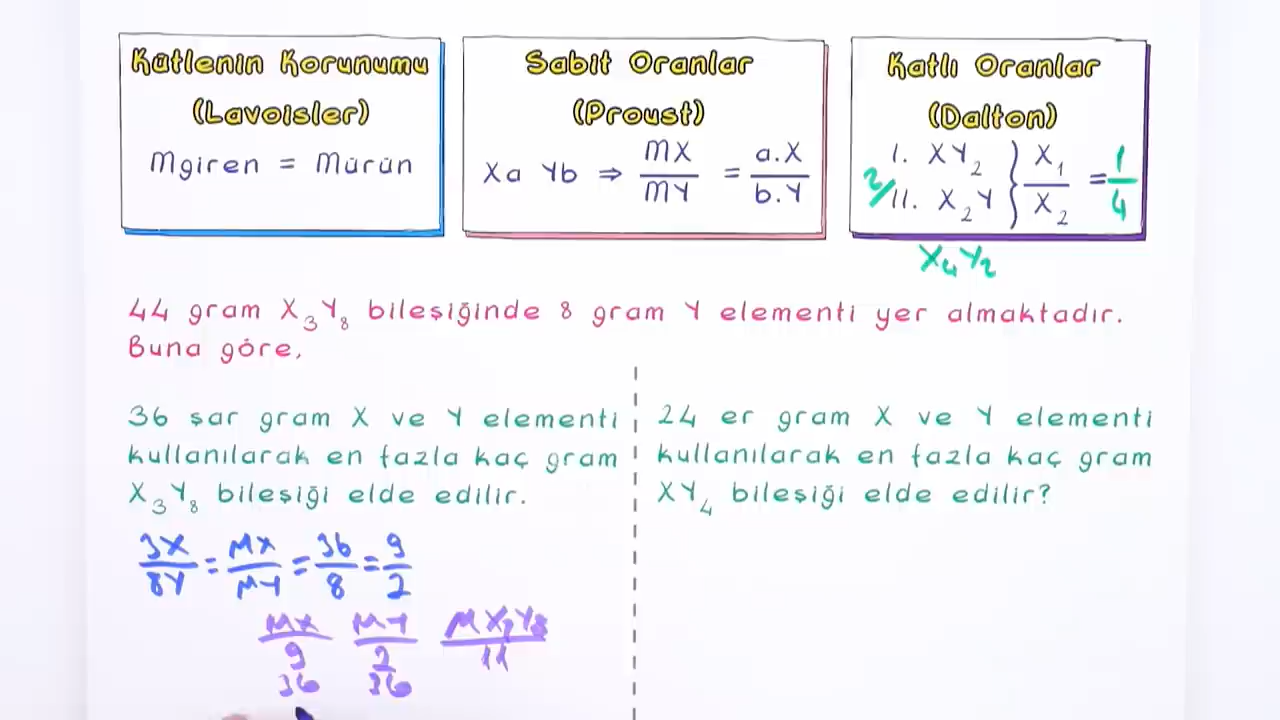 Kütlenin Korunumu
(Lavoisler)
Mgiren = Mürün
Sabit Oranlar
(Proust)
Xa Yb ⇒ MX/MY = a.X/b.Y
Katlı Oranlar
(Dalton)
I. XY₂
2/ II. X₂Y } X₁/X₂ = 1/4
X₄Y₂
44 gram X₃Y₈ bileşiğinde 8 gram Y elementi yer almaktadır.
Buna göre,
36 şar gram X ve Y elementi
kullanılarak en fazla kaç gram
X₃Y₈ bileşiği elde edilir.
3X/8Y = MX/MY = 36/8 = 9/2
MX MY MX₃Y₈
9 2 11
36 36
24 er gram X ve Y elementi
kullanılarak en fazla kaç gram
XY₄ bileşiği elde edilir?